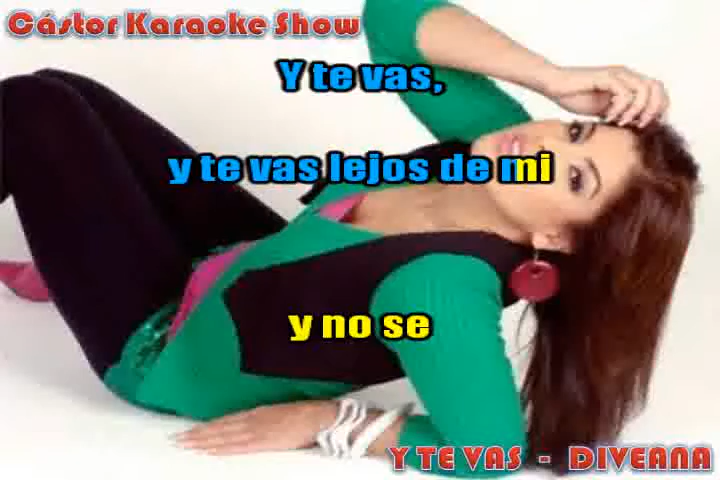 Cástor Karaoke Show
Y te vas,
y te vas lejos de mi
y no se
Y TE VAS - DIVEANA